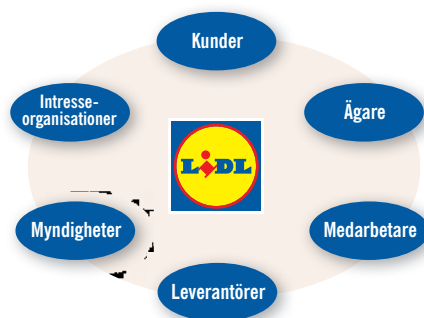 Kunder
Intresse-
organisationer
Ägare
LIDL
Myndigheter
Medarbetare
Leverantörer